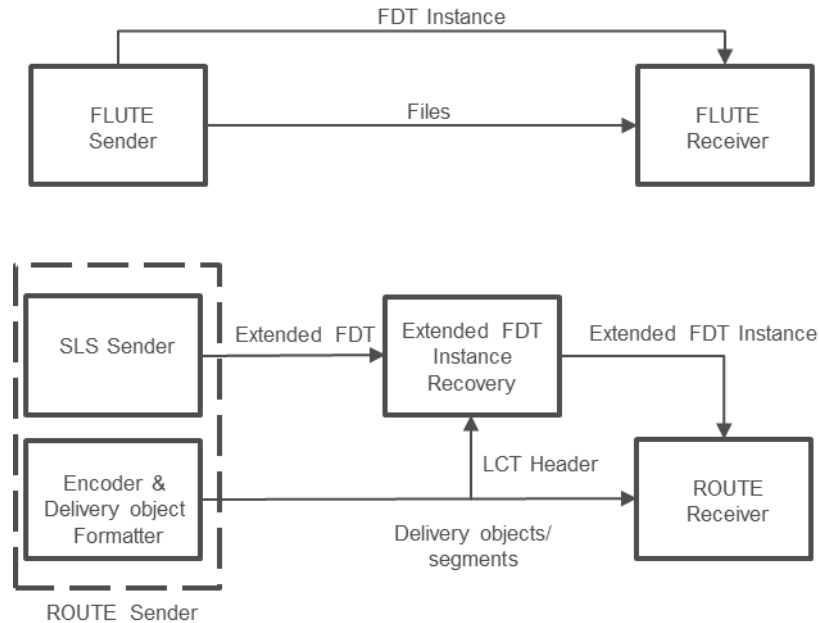 FDT Instance
FLUTE
Sender
Files
FLUTE
Receiver
SLS Sender
Extended FDT
Extended FDT
Instance
Recovery
Extended FDT Instance
Encoder &
Delivery object
Formatter
LCT Header
Delivery objects/
segments
ROUTE
Receiver
ROUTE Sender